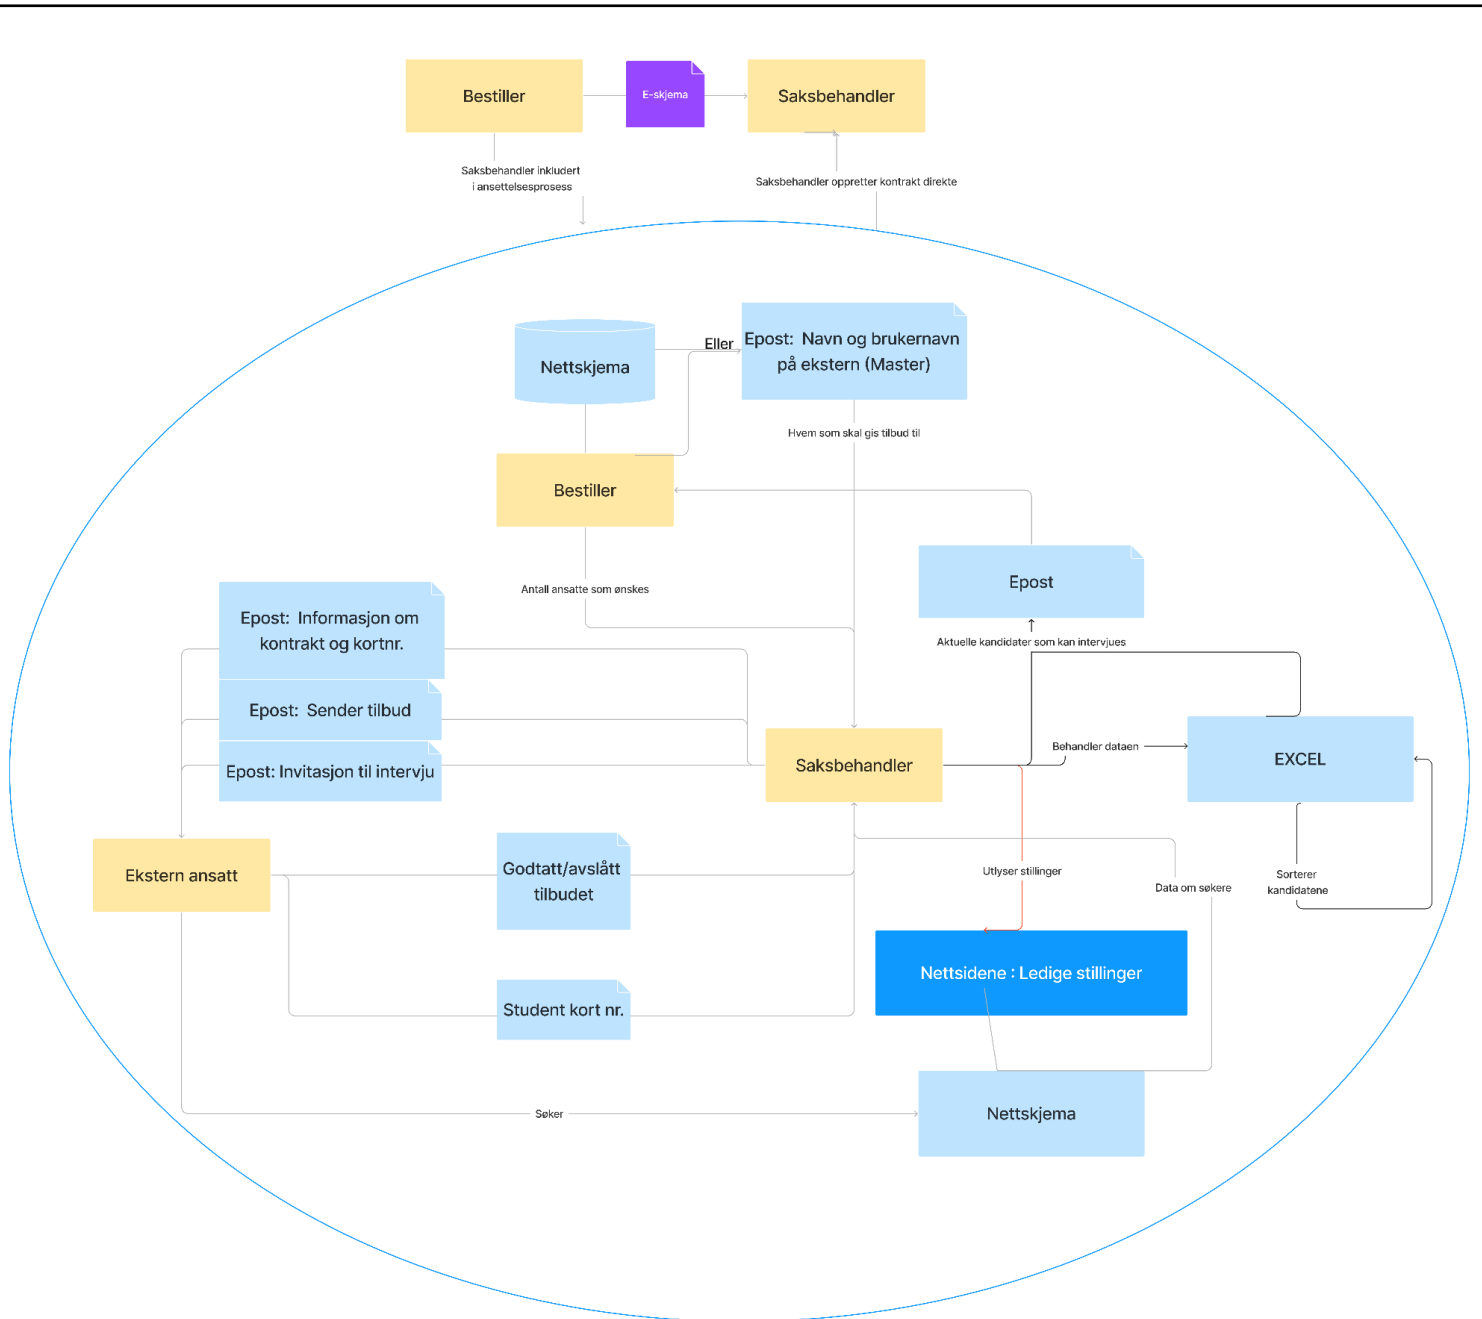 Bestiller
E-skjema
Saksbehandler
Saksbehandler inkludert
i ansettelsesprosess
Saksbehandler oppretter kontrakt direkte
Nettskjema
Eller
Epost:  Navn og brukernavn
på ekstern (Master)
Hvem som skal gis tilbud til
Bestiller
Antall ansatte som ønskes
Epost
Aktuelle kandidater som kan intervjues
Epost:  Informasjon om
kontrakt og kortnr.
Epost:  Sender tilbud
Epost: Invitasjon til intervju
Saksbehandler
Behandler dataen
EXCEL
Ekstern ansatt
Godtatt/avslått
tilbudet
Utlyser stillinger
Data om søkere
Sorterer
kandidatene
Nettsidene : Ledige stillinger
Student kort nr.
Søker
Nettskjema